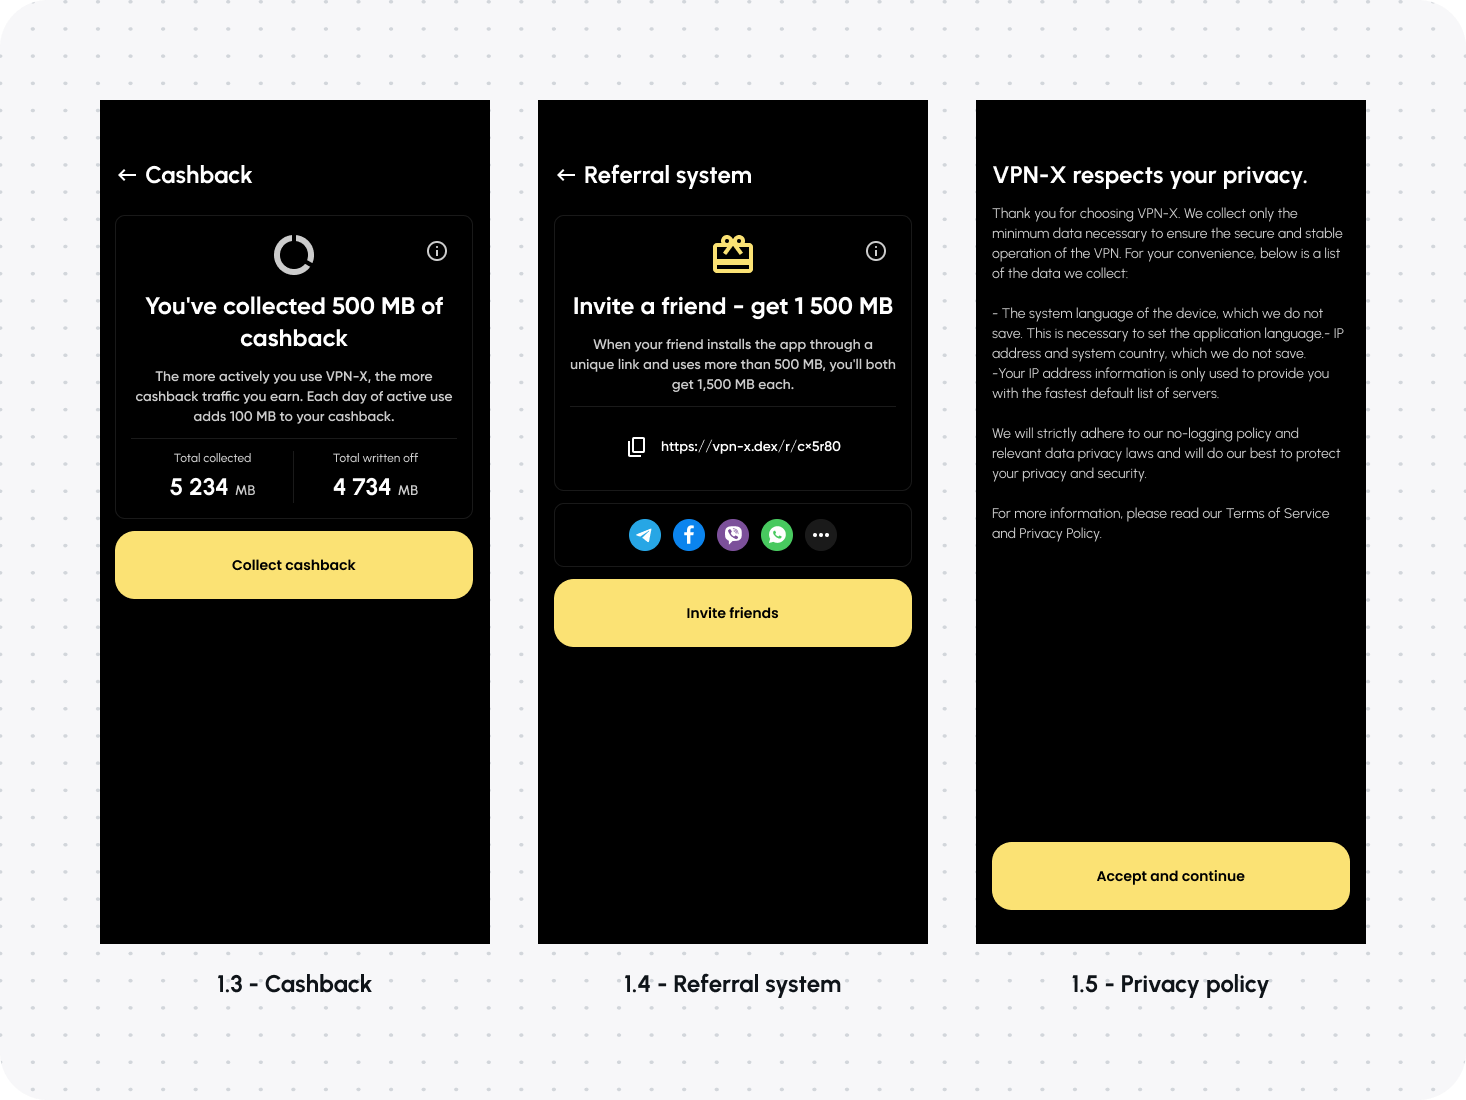 Cashback
You've collected 500 MB of
cashback
The more actively you use VPN-X, the more
cashback traffic you earn. Each day of active use
adds 100 MB to your cashback.
Total collected
5 234 MB
Total written off
4 734 MB
Collect cashback
1.3 - Cashback
Referral system
Invite a friend - get 1 500 MB
When your friend installs the app through a
unique link and uses more than 500 MB, you'll both
get 1,500 MB each.
https://vpn-x.dex/r/c×5r80
Invite friends
1.4 - Referral system
VPN-X respects your privacy.
Thank you for choosing VPN-X. We collect only the
minimum data necessary to ensure the secure and stable
operation of the VPN. For your convenience, below is a list
of the data we collect:
- The system language of the device, which we do not
save. This is necessary to set the application language.- IP
address and system country, which we do not save.
-Your IP address information is only used to provide you
with the fastest default list of servers.
We will strictly adhere to our no-logging policy and
relevant data privacy laws and will do our best to protect
your privacy and security.
For more information, please read our Terms of Service
and Privacy Policy.
Accept and continue
1.5 - Privacy policy